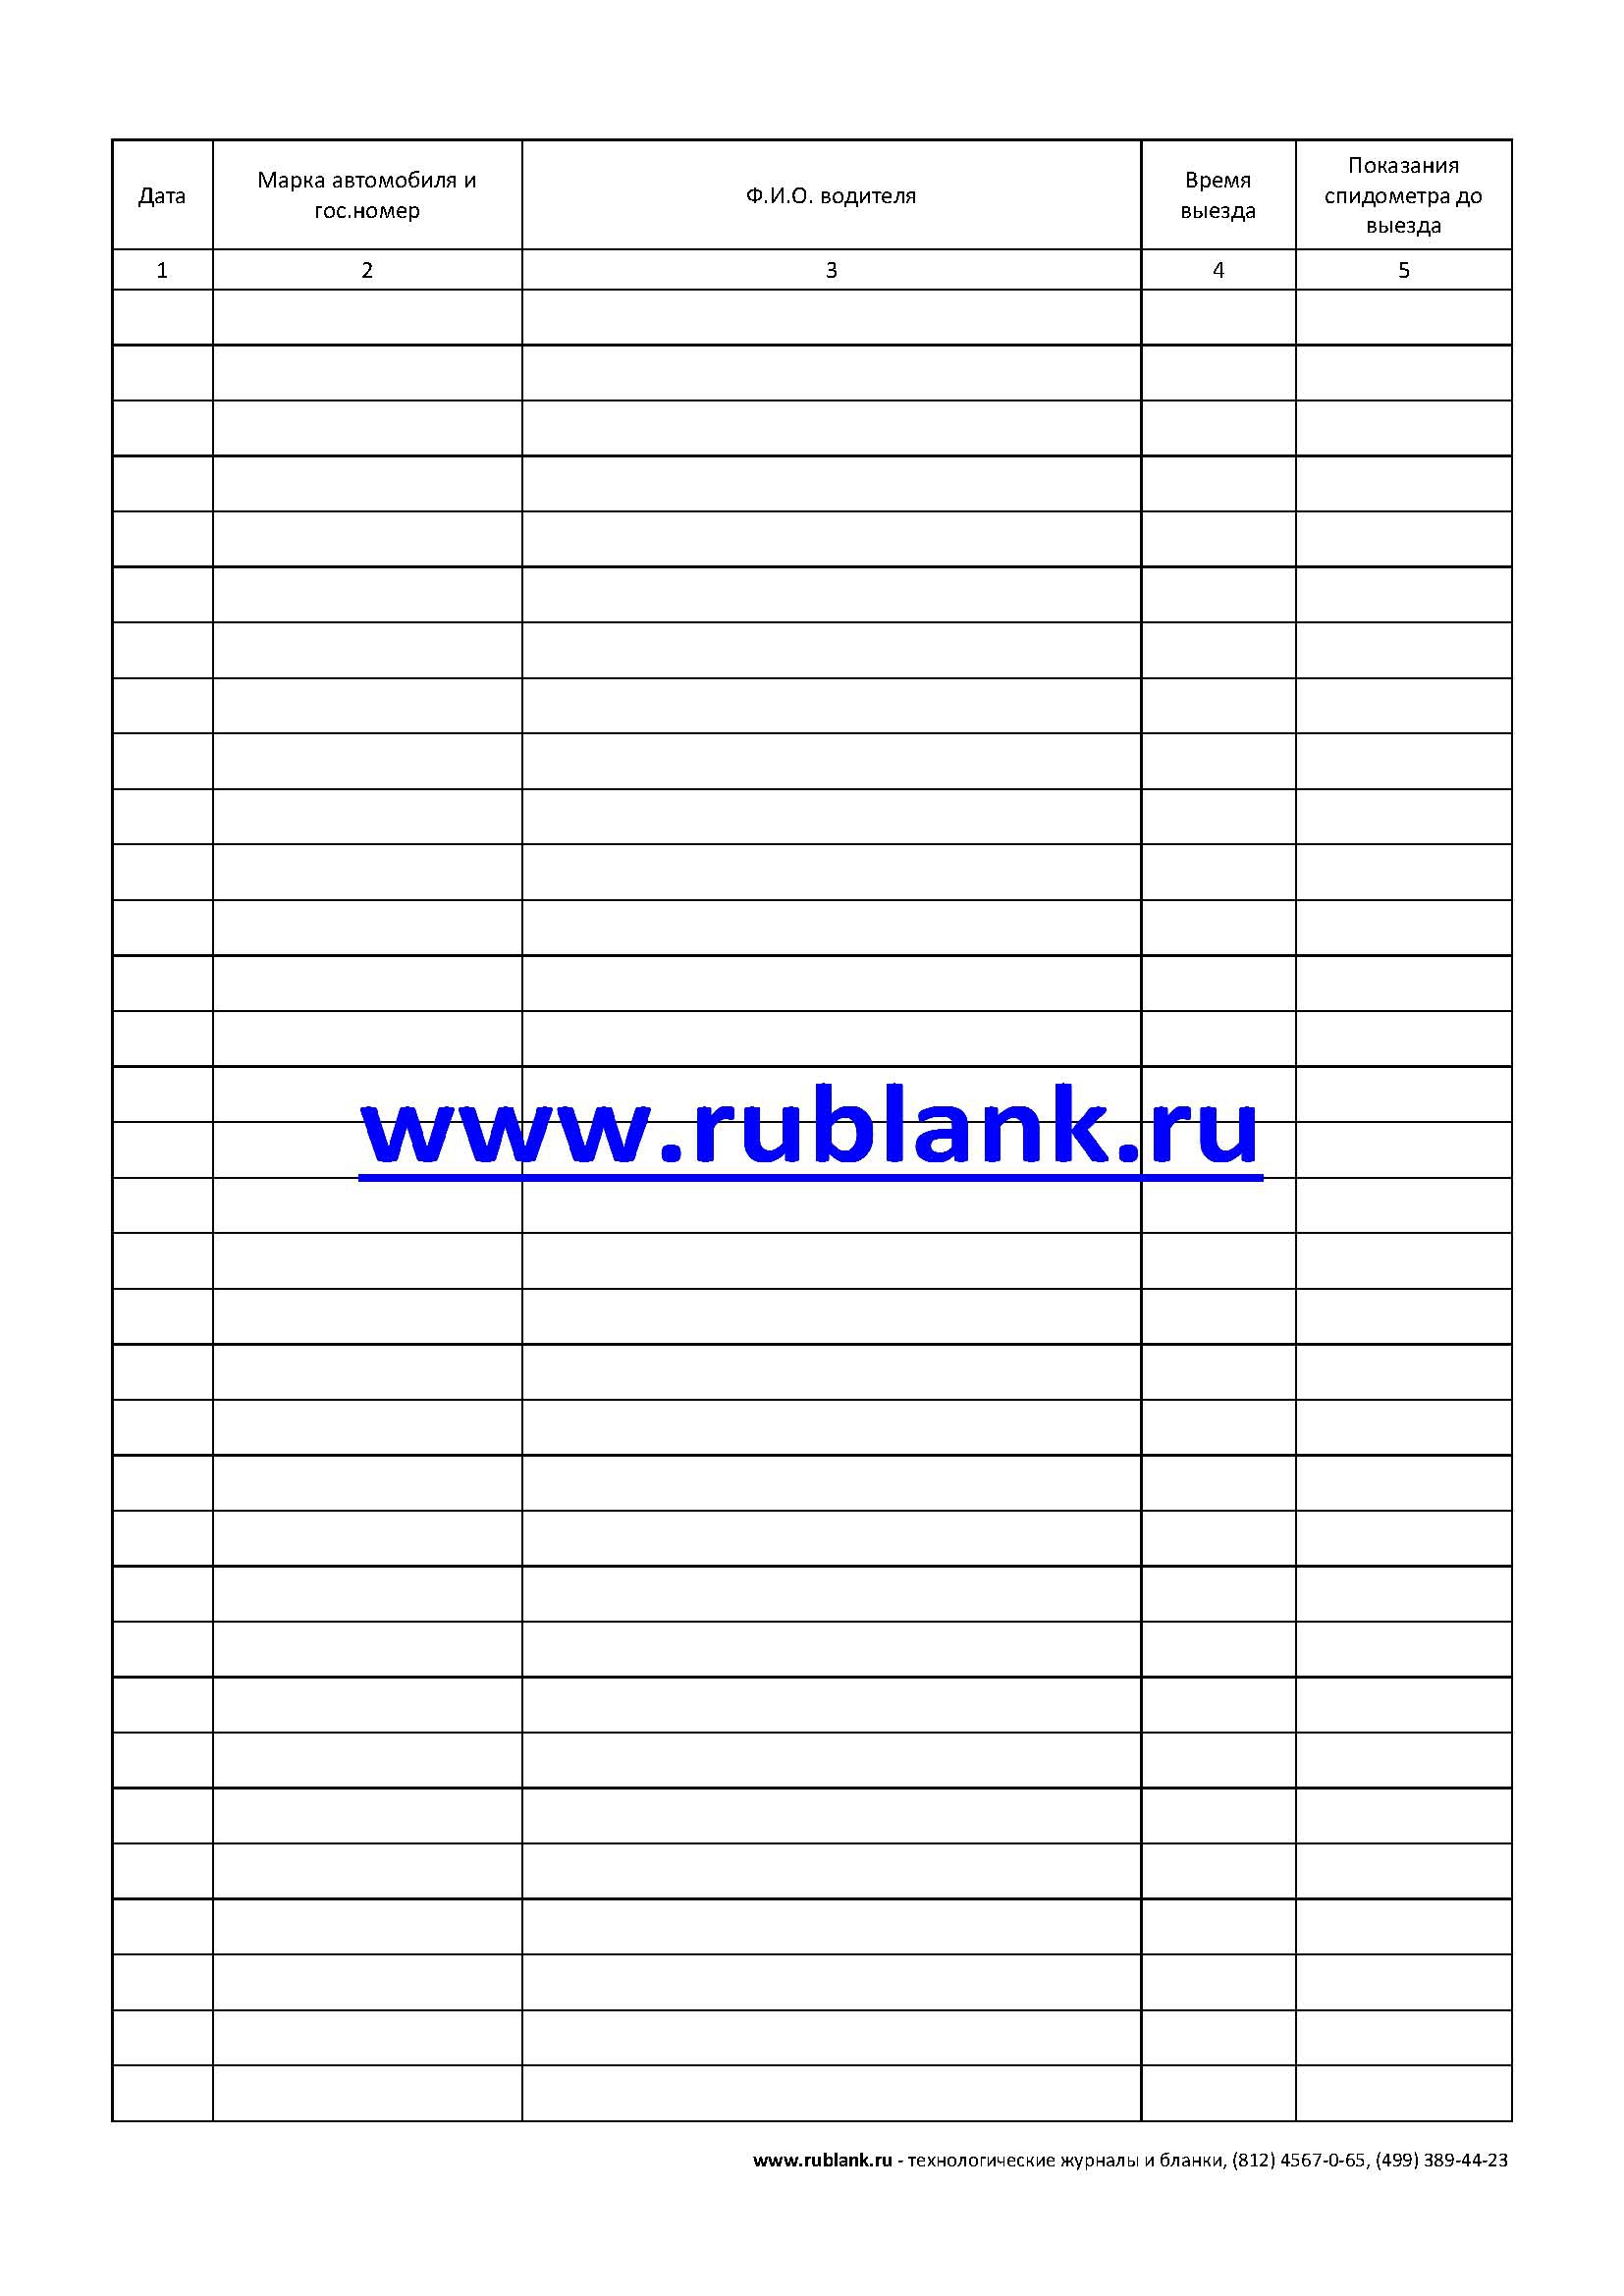 Дата
Марка автомобиля и
гос.номер
Ф.И.О. водителя
Время
выезда
Показания
спидометра до
выезда
1 2 3 4 5
www.rublank.ru
www.rublank.ru - технологические журналы и бланки, (812) 4567-0-65, (499) 389-44-23